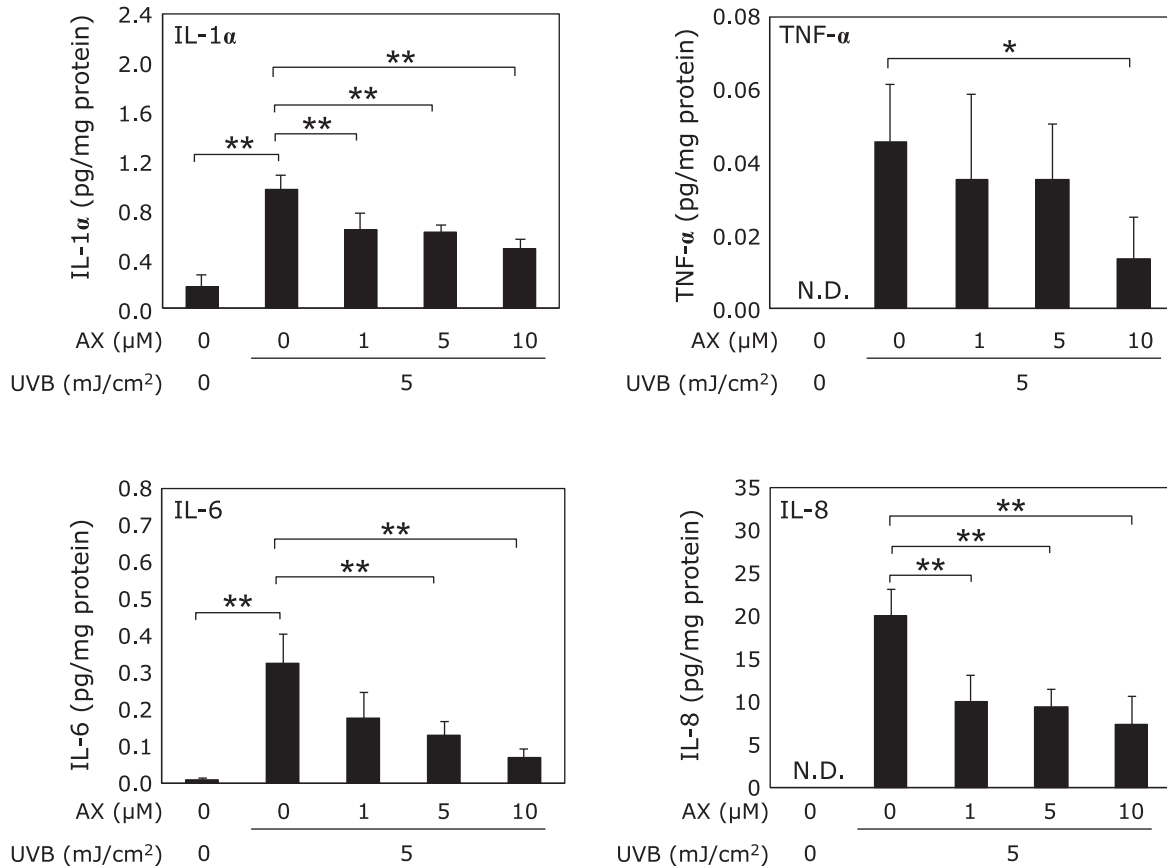 IL-1α
IL-1α (pg/mg protein)
2.4
2.0
1.6
1.2
0.8
0.4
0.0
**
**
**
**
AX (μM) 0 0 1 5 10
UVB (mJ/cm²) 0 5
TNF-α
TNF-α (pg/mg protein)
0.08
0.06
0.04
0.02
0.00
*
N.D.
AX (μM) 0 0 1 5 10
UVB (mJ/cm²) 0 5
IL-6
IL-6 (pg/mg protein)
0.8
0.7
0.6
0.5
0.4
0.3
0.2
0.1
0.0
**
**
**
AX (μM) 0 0 1 5 10
UVB (mJ/cm²) 0 5
IL-8
IL-8 (pg/mg protein)
35
30
25
20
15
10
5
0
**
**
**
N.D.
AX (μM) 0 0 1 5 10
UVB (mJ/cm²) 0 5